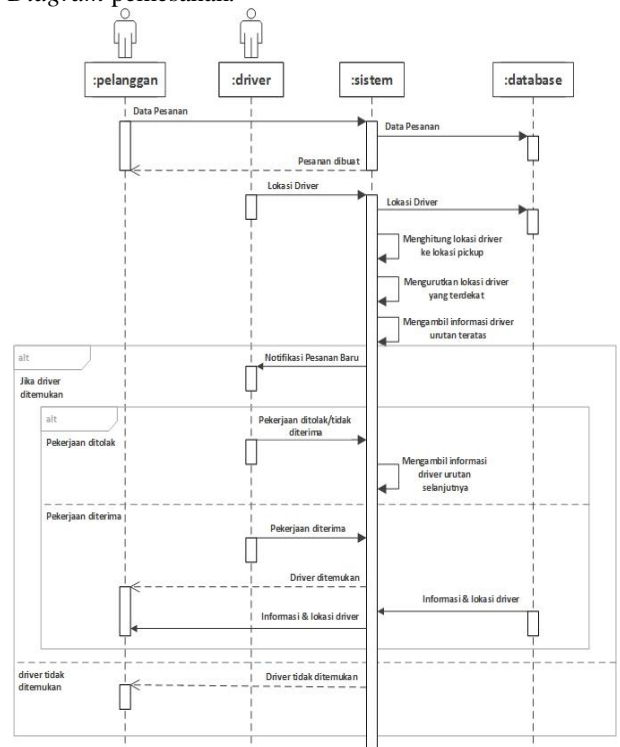 Diagram pemesanan.
:pelanggan
:driver
:sistem
:database
Data Pesanan
Data Pesanan
Pesanan dibuat
Lokasi Driver
Lokasi Driver
Menghitung lokasi driver
ke lokasi pickup
Mengurutkan lokasi driver
yang terdekat
Mengambil informasi driver
urutan teratas
alt
Notifikasi Pesanan Baru
Jika driver
ditemukan
alt
Pekerjaan ditolak/tidak
diterima
Pekerjaan ditolak
Mengambil informasi
driver urutan
selanjutnya
Pekerjaan diterima
Pekerjaan diterima
Driver ditemukan
Informasi & lokasi driver
Informasi & lokasi driver
driver tidak
ditemukan
Driver tidak ditemukan